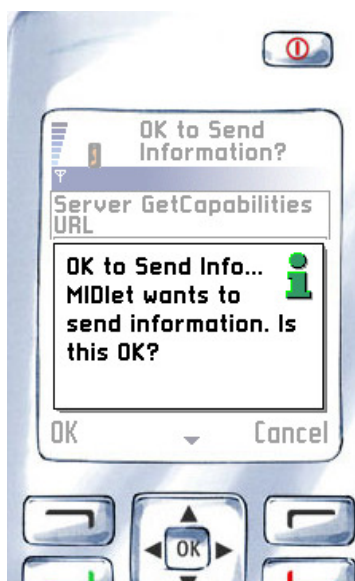 OK to Send
Information?
Server GetCapabilities
URL
OK to Send Info...
MIDlet wants to
send information. Is
this OK?
OK
Cancel
OK